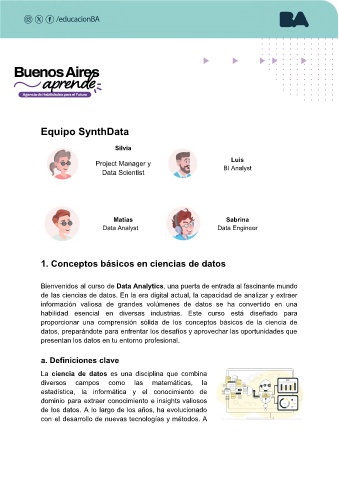 /educacionBA
BA
Buenos Aires
aprende
Agencia de Habilidades para el Futuro
Equipo SynthData
Silvia
Project Manager y
Data Scientist
Luis
BI Analyst
Matías
Data Analyst
Sabrina
Data Engineer
1. Conceptos básicos en ciencias de datos
Bienvenidos al curso de Data Analytics, una puerta de entrada al fascinante mundo
de las ciencias de datos. En la era digital actual, la capacidad de analizar y extraer
información valiosa de grandes volúmenes de datos se ha convertido en una
habilidad esencial en diversas industrias. Este curso está diseñado para
proporcionar una comprensión sólida de los conceptos básicos de la ciencia de
datos, preparándote para enfrentar los desafíos y aprovechar las oportunidades que
presentan los datos en tu entorno profesional.
a. Definiciones clave
La ciencia de datos es una disciplina que combina
diversos campos como las matemáticas, la
estadística, la informática y el conocimiento de
dominio para extraer conocimiento e insights valiosos
de los datos. A lo largo de los años, ha evolucionado
con el desarrollo de nuevas tecnologías y métodos. A